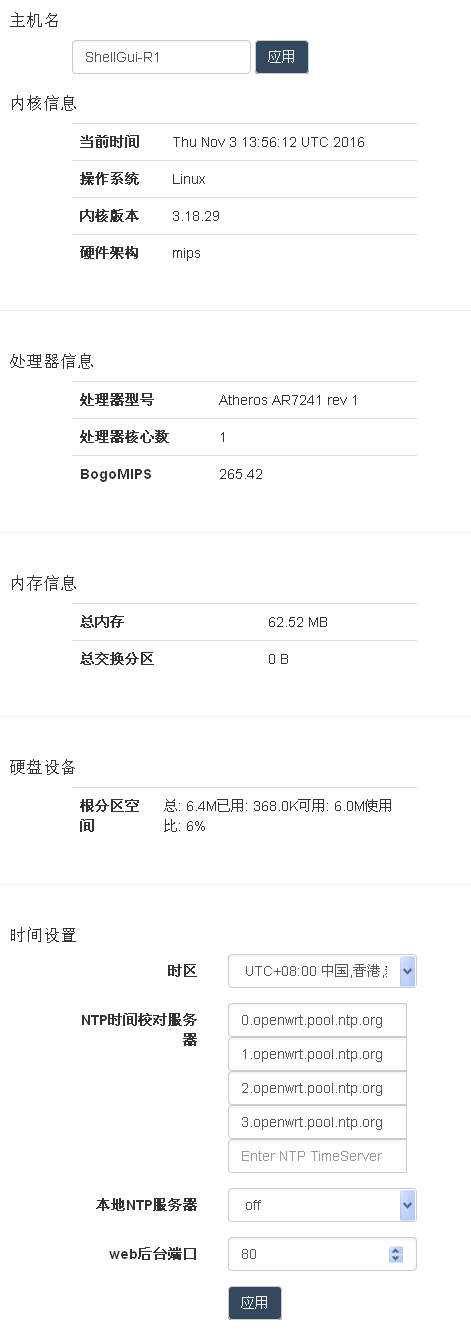 主机名
ShellGui-R1 应用
内核信息
当前时间 Thu Nov 3 13:56:12 UTC 2016
操作系统 Linux
内核版本 3.18.29
硬件架构 mips
处理器信息
处理器型号 Atheros AR7241 rev 1
处理器核心数 1
BogoMIPS 265.42
内存信息
总内存 62.52 MB
总交换分区 0 B
硬盘设备
根分区空间 总: 6.4M已用: 368.0K可用: 6.0M使用
比: 6%
时间设置
时区 UTC+08:00 中国,香港,
NTP时间校对服务器 0.openwrt.pool.ntp.org
1.openwrt.pool.ntp.org
2.openwrt.pool.ntp.org
3.openwrt.pool.ntp.org
Enter NTP TimeServer
本地NTP服务器 off
web后台端口 80
应用